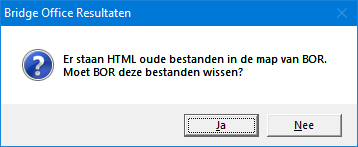 Bridge Office Resultaten
Er staan HTML oude bestanden in de map van BOR.
Moet BOR deze bestanden wissen?
Ja
Nee